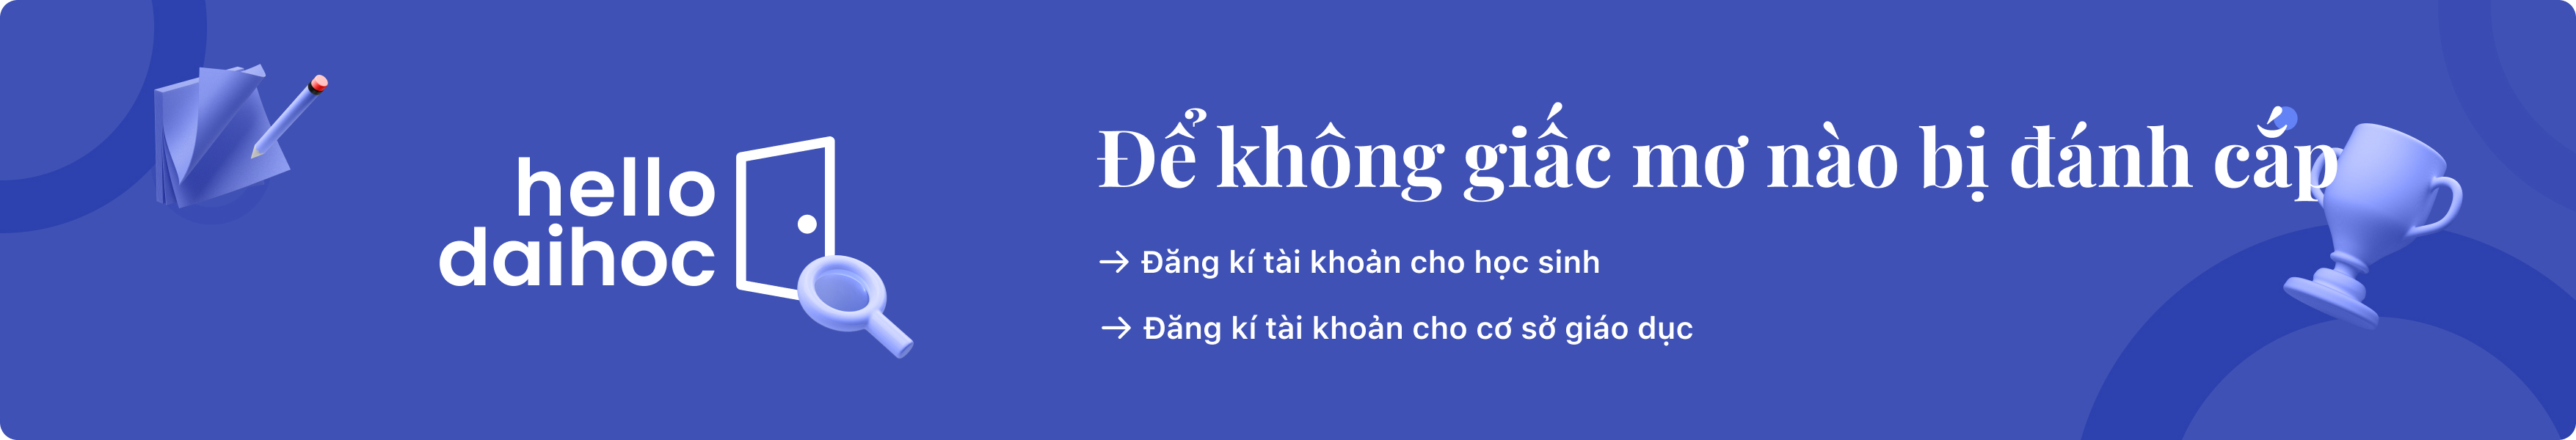 hello
daihoc
Để không giấc mơ nào bị đánh cắp
→ Đăng kí tài khoản cho học sinh
→ Đăng kí tài khoản cho cơ sở giáo dục